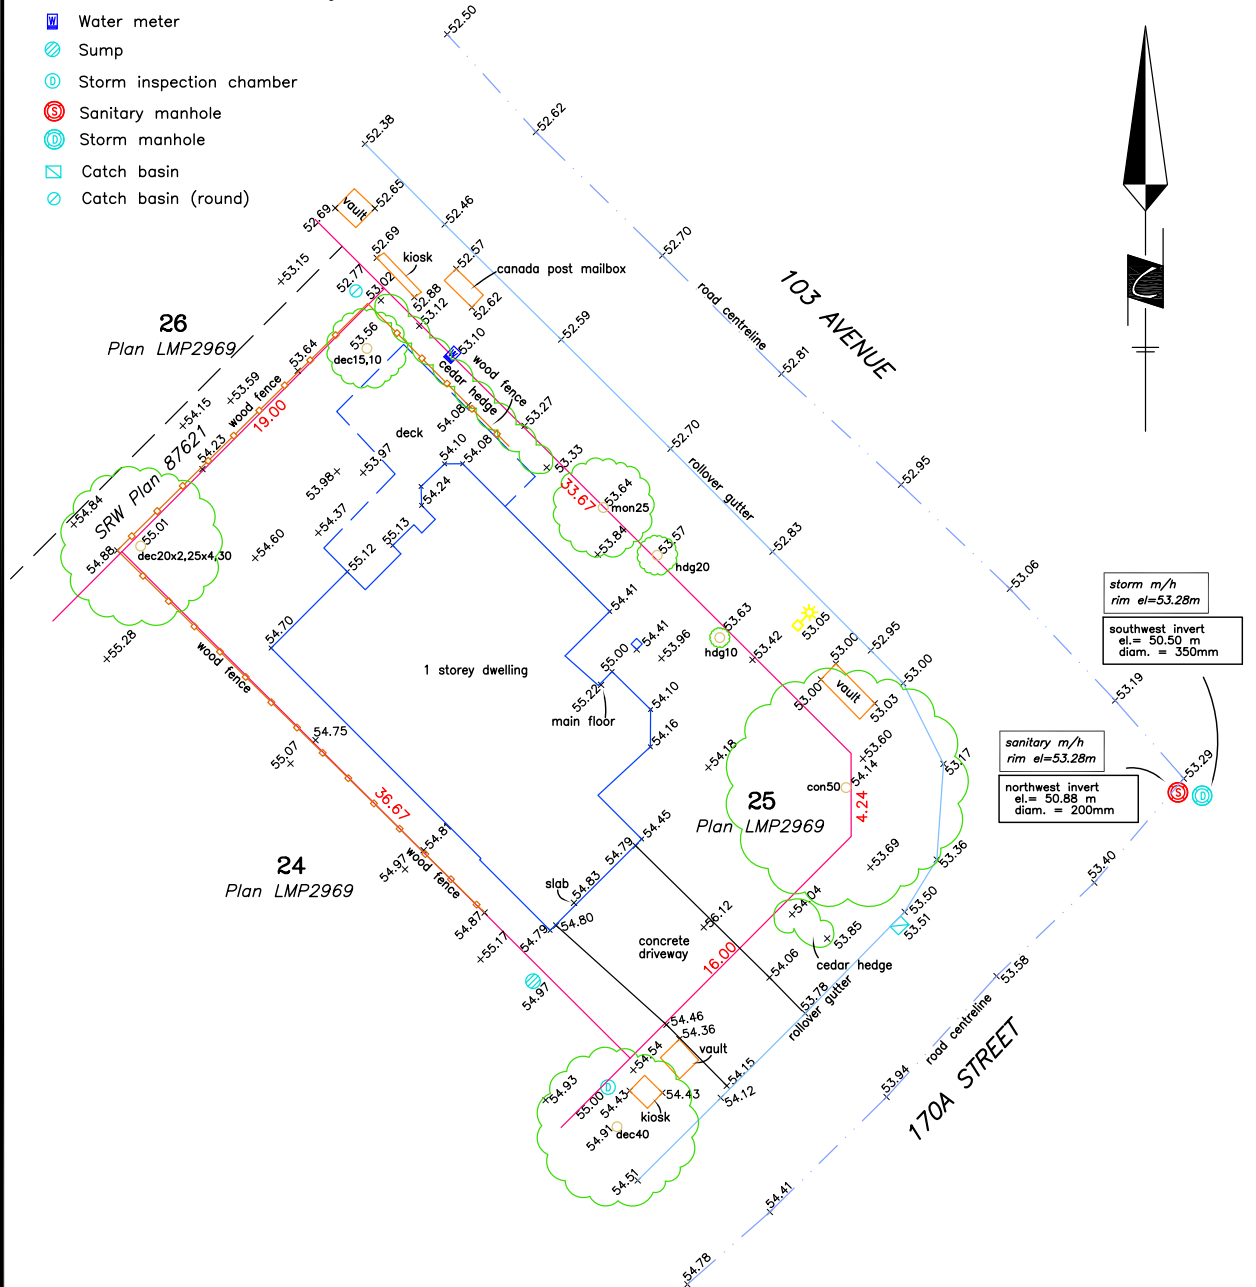 Water meter
Sump
Storm inspection chamber
Sanitary manhole
Storm manhole
Catch basin
Catch basin (round)
52.50
52.62
52.38
52.65
vault
52.69
52.46
52.70
52.69
kiosk
52.57
canada post mailbox
53.15
52.77
53.02
52.88
53.12
52.62
road centreline
103 AVENUE
52.59
52.81
26
Plan LMP2969
53.64
53.56
dec15,10
W
53.10
wood fence
cedar hedge
53.59
wood fence
54.15
19.00
54.08
53.27
deck
54.23
54.10
54.08
52.70
rollover gutter
53.97
53.98
53.33
33.67
52.95
SRW Plan 87621
54.84
54.24
53.64
mon25
54.37
55.13
55.01
54.88
dec20x2,25x4,30
54.60
55.12
53.84
53.57
hdg20
52.83
53.06
storm m/h
rim el=53.28m
54.41
southwest invert
el.= 50.50 m
diam. = 350mm
55.28
54.70
54.41
53.63
53.05
55.00
53.96
hdg10
53.42
53.00
52.95
wood fence
1 storey dwelling
55.22
main floor
54.10
53.00
vault
53.03
53.00
53.19
54.16
54.75
55.07
54.18
53.60
53.17
sanitary m/h
rim el=53.28m
53.29
54.14
con50
northwest invert
el.= 50.88 m
diam. = 200mm
S
D
36.67
25
Plan LMP2969
4.24
54.81
54.45
54.79
53.69
53.36
54.97
wood fence
24
Plan LMP2969
slab
54.83
53.40
54.87
54.79
54.80
56.12
54.04
53.50
53.51
53.85
55.17
concrete
driveway
16.00
54.06
cedar hedge
53.58
54.97
53.78
rollover gutter
54.46
54.36
vault
54.54
road centreline
170A STREET
53.94
54.93
D
55.00
54.43
54.43
kiosk
54.15
54.12
54.91
dec40
54.51
54.41
54.78